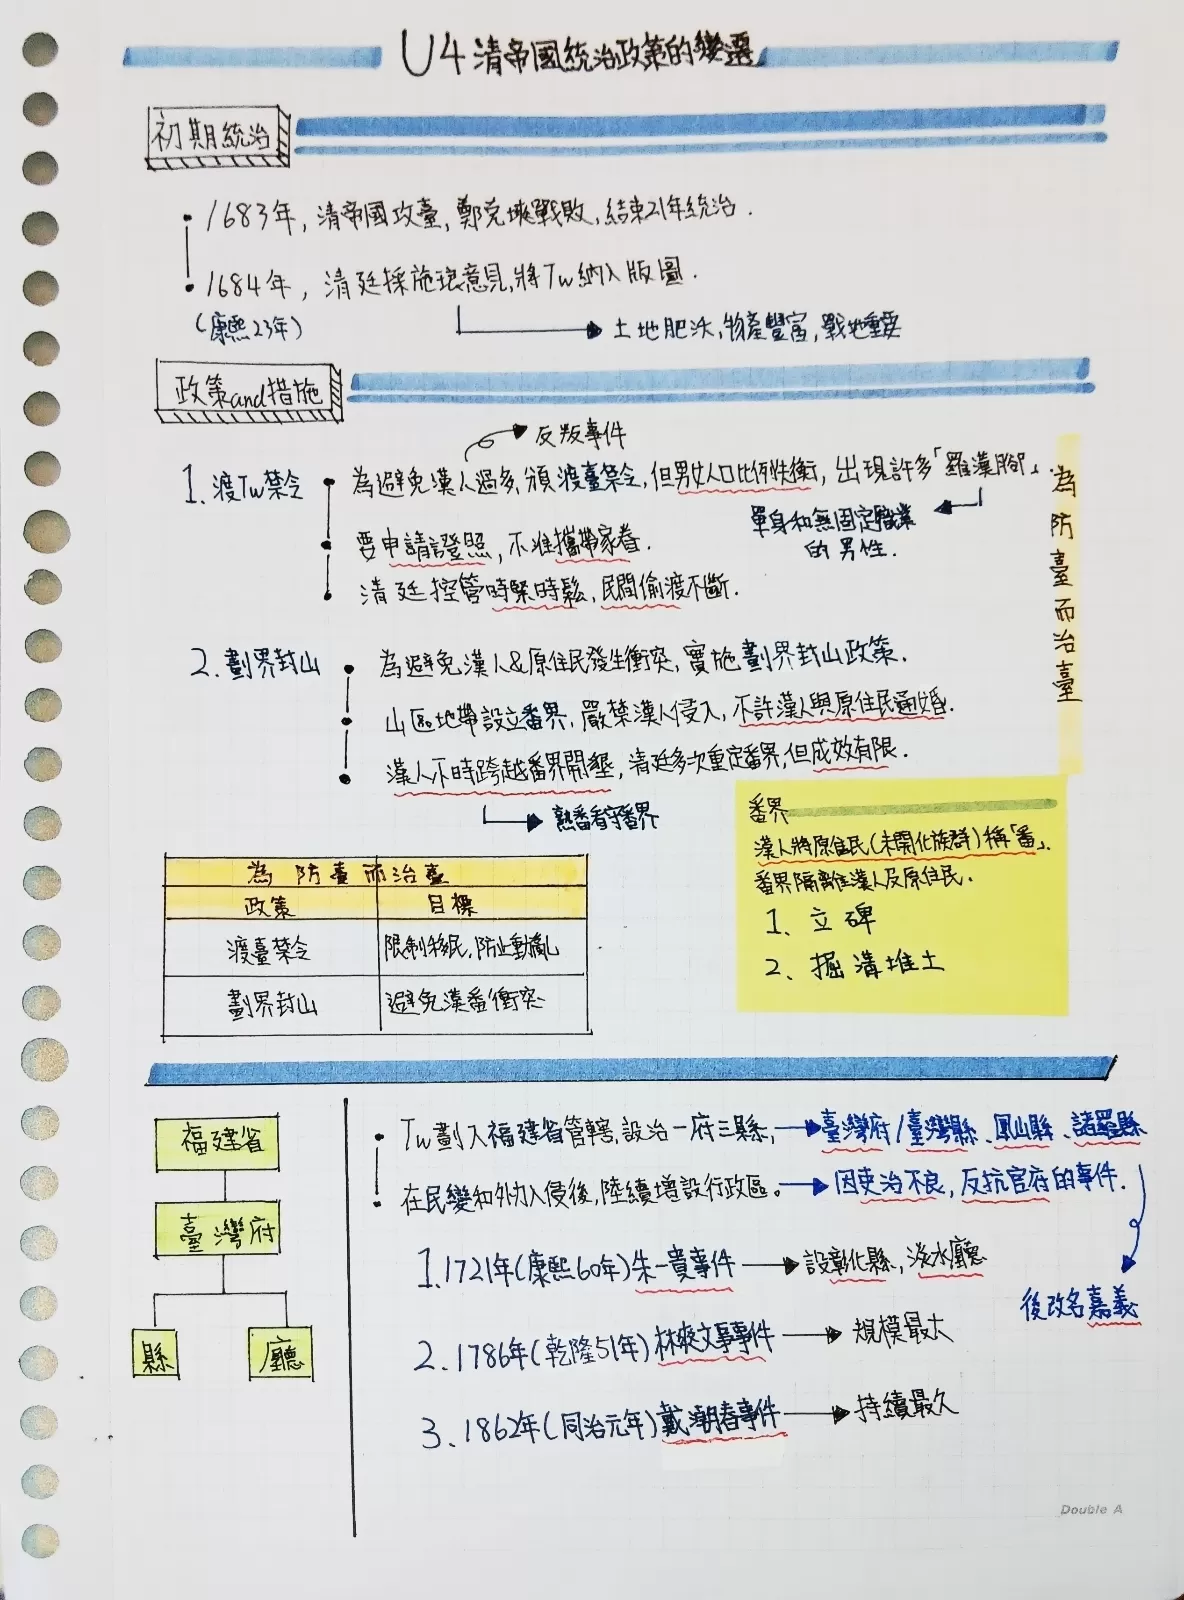 U4 清帝國統治政策的變遷
初期統治
1683年，清帝國攻臺，鄭克塽戰敗，結束21年統治．
1684年，清廷採施琅意見，將Tw納入版圖．
（康熙23年）
土地肥沃，物產豐富，戰地重要
政策and措施
反叛事件
1. 渡Tw禁令
為避免漢人過多，頒渡臺禁令，但男女人口比例失衡，出現許多「羅漢腳」．
單身和無固定職業
的男性．
要申請證照，不准攜帶家眷．
清廷控管時緊時鬆，民間偷渡不斷．
為防臺而治臺
2. 劃界封山
為避免漢人&原住民發生衝突，實施劃界封山政策．
山區地帶設立番界，嚴禁漢人侵入，不許漢人與原住民通婚．
漢人不時跨越番界開墾，清廷多次重定番界，但成效有限．
熟番看守番界
番界
漢人將原住民（未開化族群）稱「番」．
番界隔離漢人及原住民．
1、立碑
2、掘溝堆土
為防臺而治臺
政策 目標
渡臺禁令 限制移民，防止動亂
劃界封山 避免漢番衝突
福建省
臺灣府
縣 廳
Tw劃入福建省管轄，設治一府三縣，臺灣府/臺灣縣、鳳山縣、諸羅縣
在民變和外力入侵後，陸續增設行政區。因吏治不良，反抗官府的事件．
後改名嘉義
1. 1721年（康熙60年）朱一貴事件 設彰化縣，淡水廳
2. 1786年（乾隆51年）林爽文事事件 規模最大
3. 1862年（同治元年）戴潮春事件 持續最久
Double A